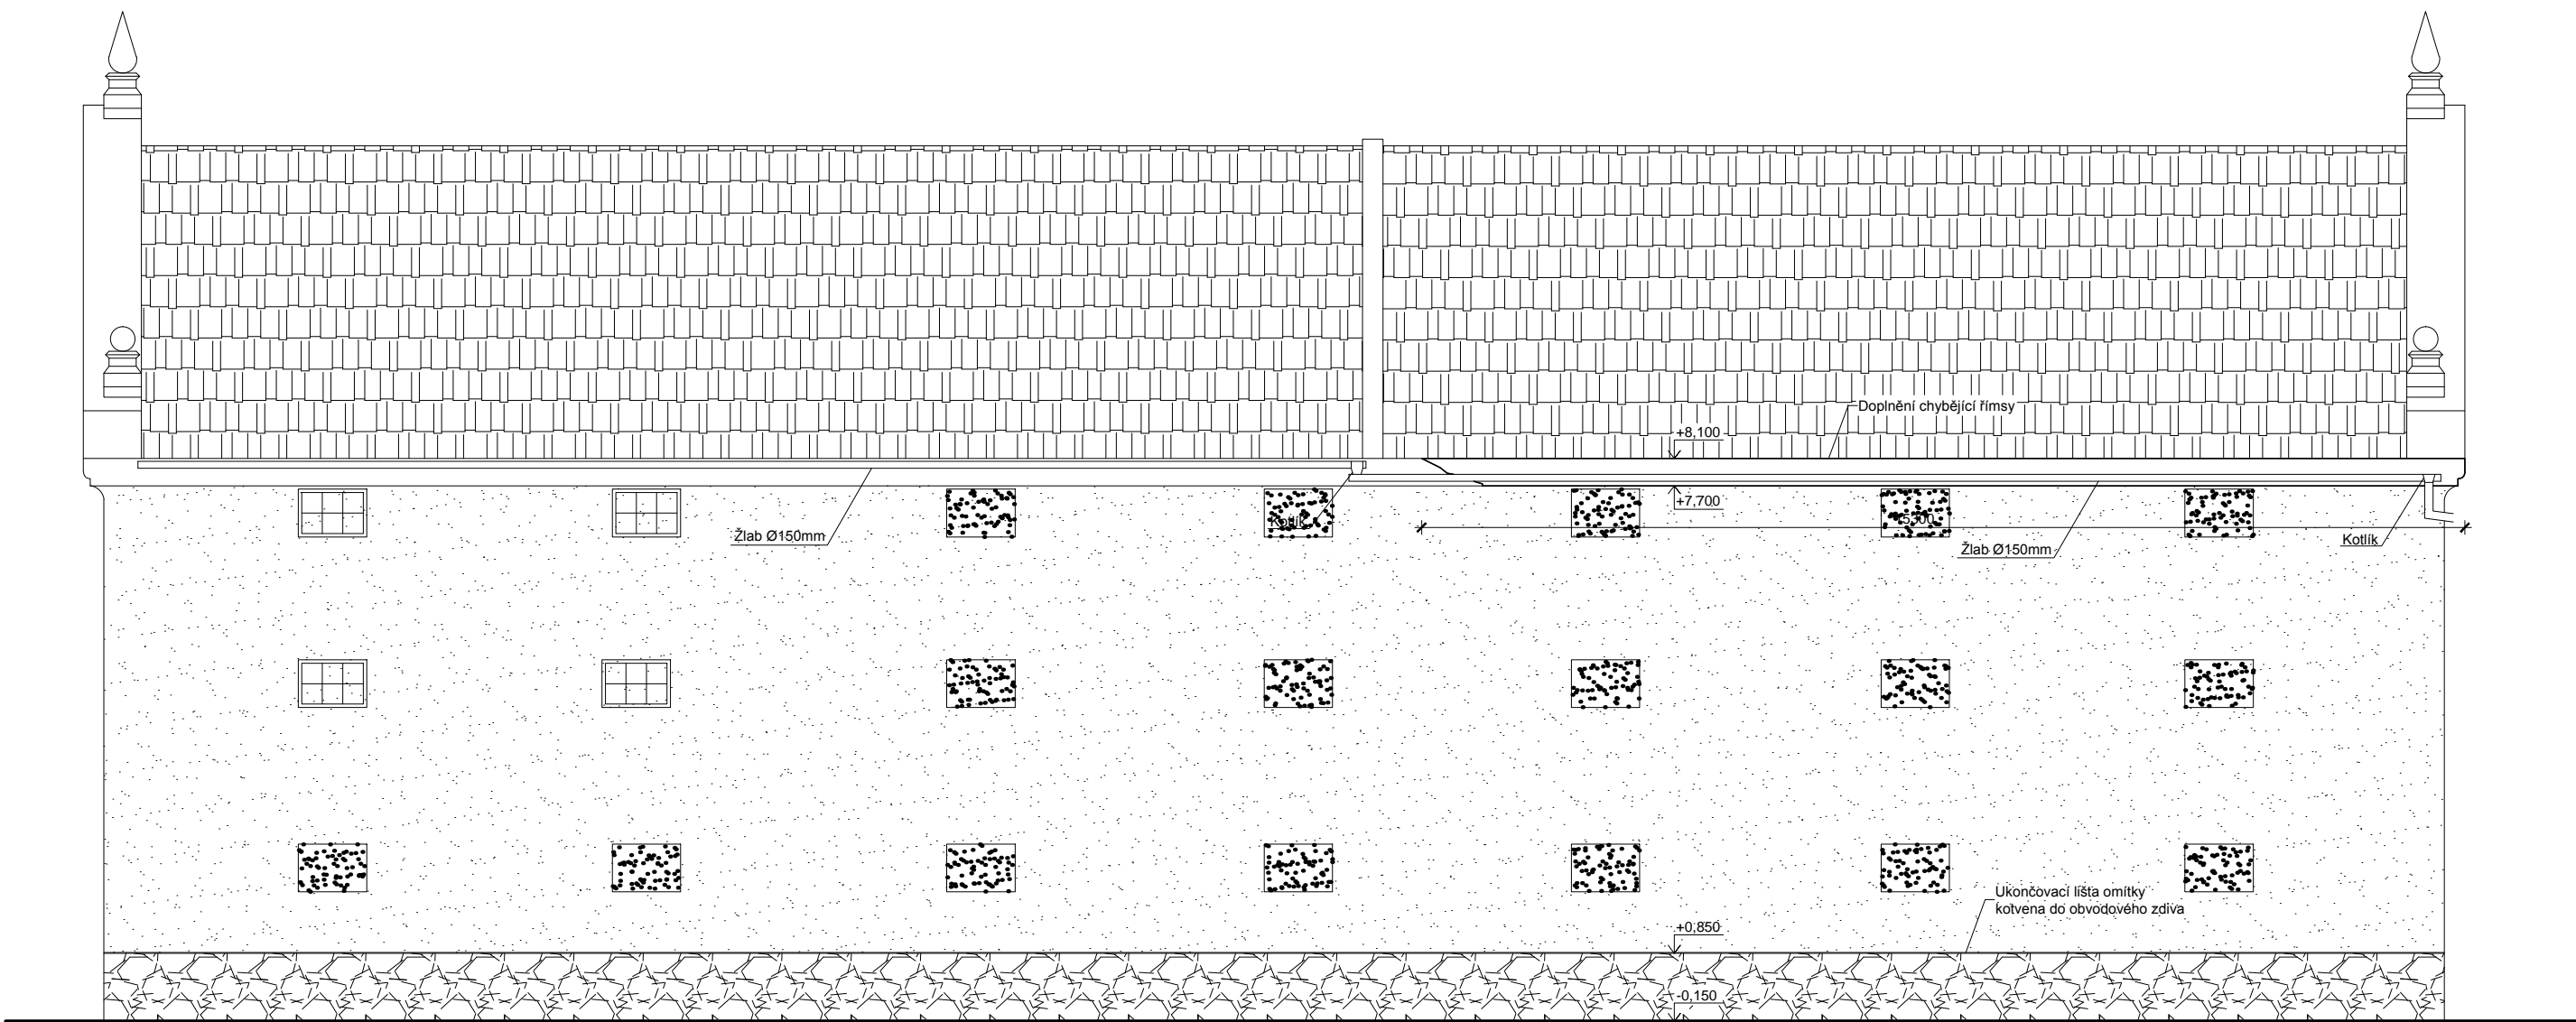 Doplnění chybějící římsy
+8,100
+7,700
Kotlík
Žlab Ø150mm
Žlab Ø150mm
Kotlík
Ukončovací lišta omítky
kotvena do obvodového zdiva
+0,850
-0,150